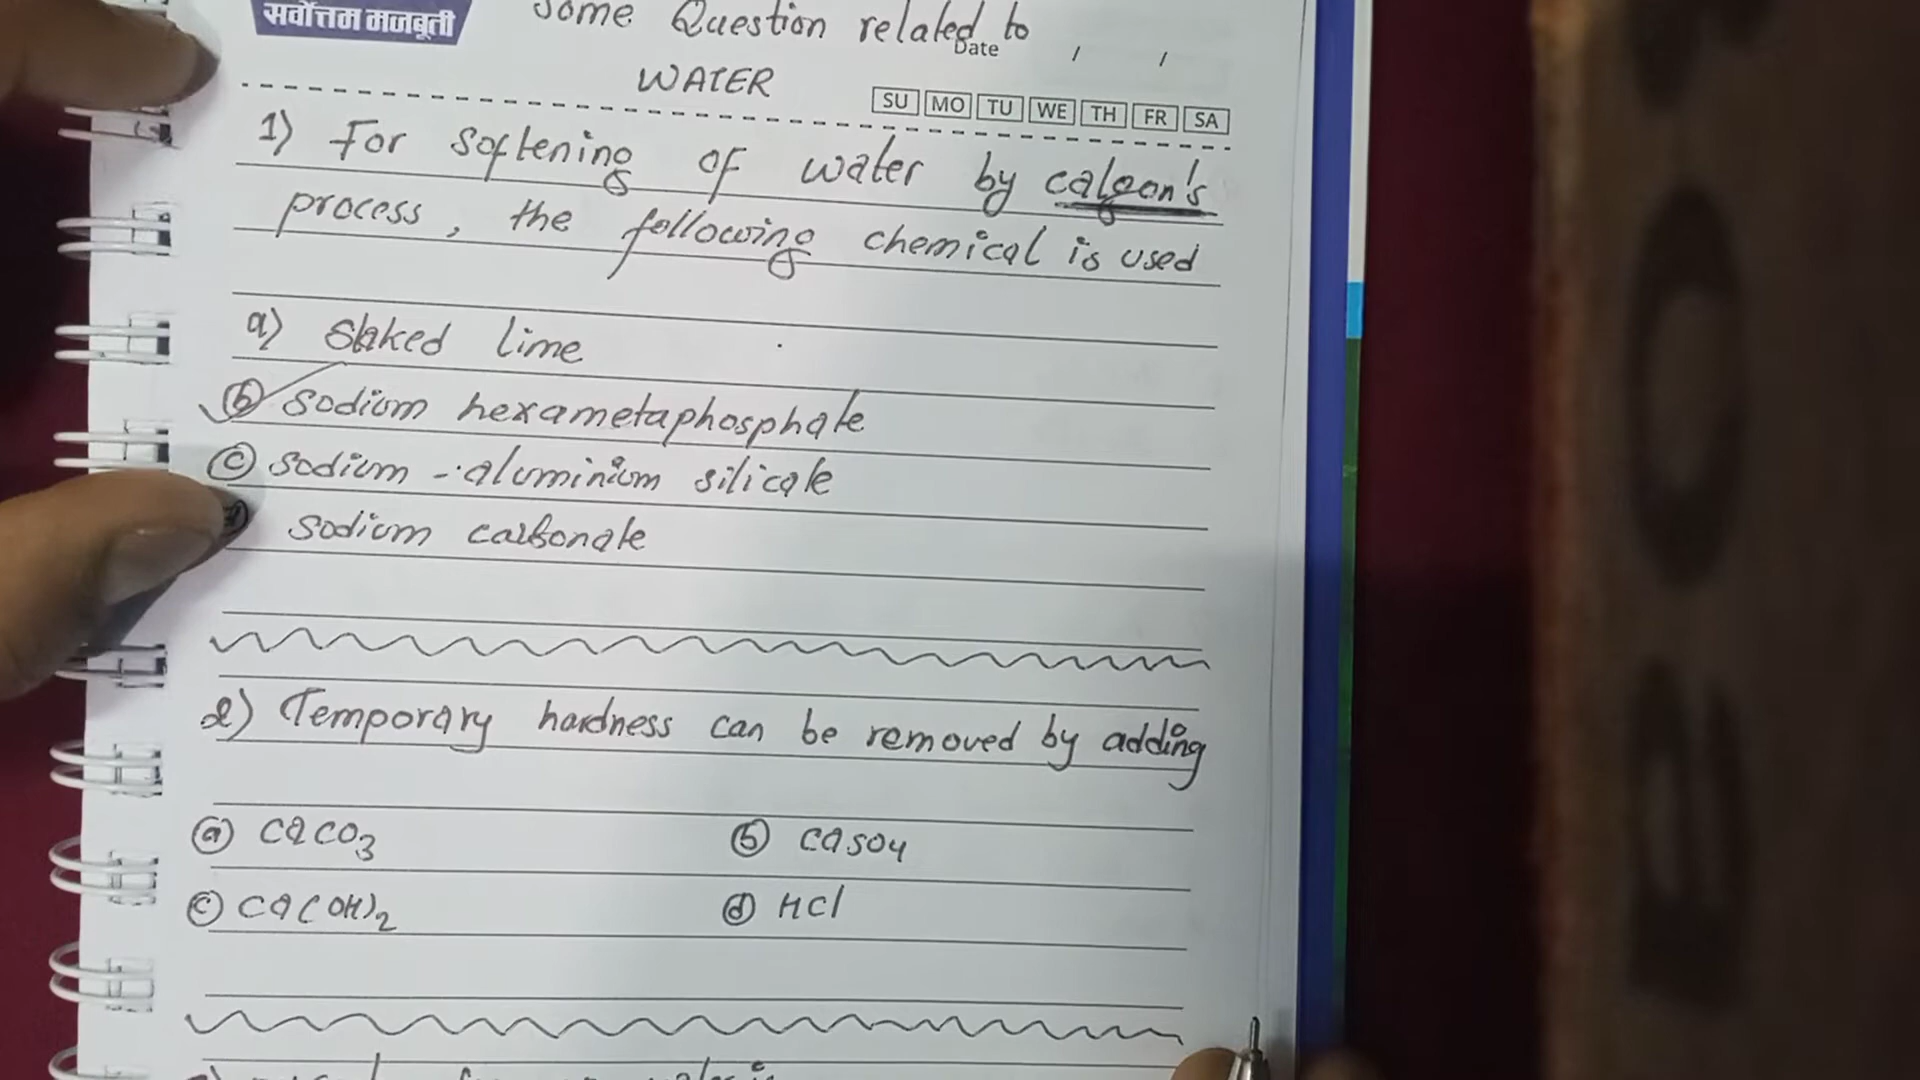 सर्वोत्तम मजबूती
Some Question related to
Date / /
WATER
SU MO TU WE TH FR SA
1) For softening of water by calgon's
process, the following chemical is used
a) Slaked lime
(b) sodium hexametaphosphate
(c) sodium - aluminium silicate
sodium carbonate
2) Temporary hardness can be removed by adding
(a) CaCO3
(b) CaSO4
(c) Ca(OH)2
(d) HCl